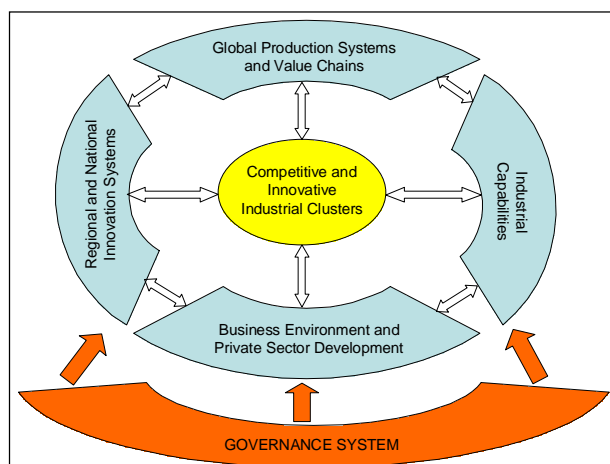 Global Production Systems
and Value Chains
Regional and National
Innovation Systems
Competitive and
Innovative
Industrial Clusters
Industrial
Capabilities
Business Environment and
Private Sector Development
GOVERNANCE SYSTEM